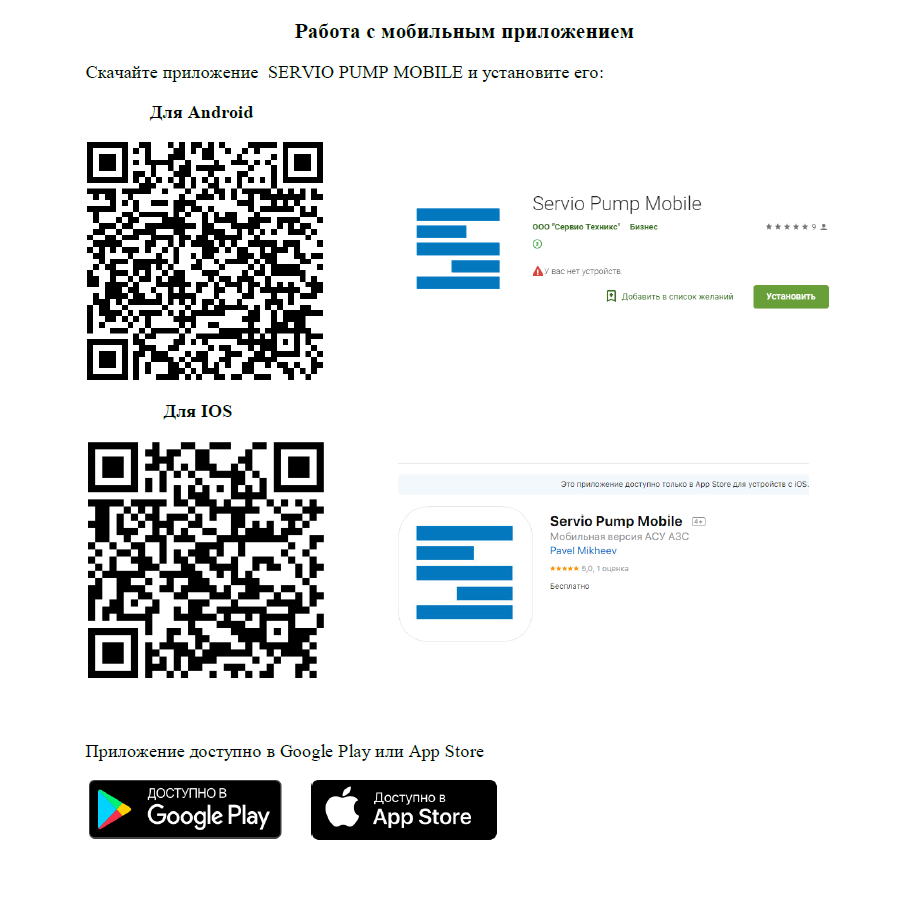 Работа с мобильным приложением
Скачайте приложение SERVIO PUMP MOBILE и установите его:
Для Android
Servio Pump Mobile
ООО "Сервио Техникс" Бизнес
9
3
У вас нет устройств.
Добавить в список желаний
Установить
Для IOS
Это приложение доступно только в App Store для устройств с iOS.
Servio Pump Mobile 4+
Мобильная версия АСУ АЗС
Pavel Mikheev
5,0, 1 оценка
Бесплатно
Приложение доступно в Google Play или App Store
ДОСТУПНО В
Google Play
Доступно в
App Store